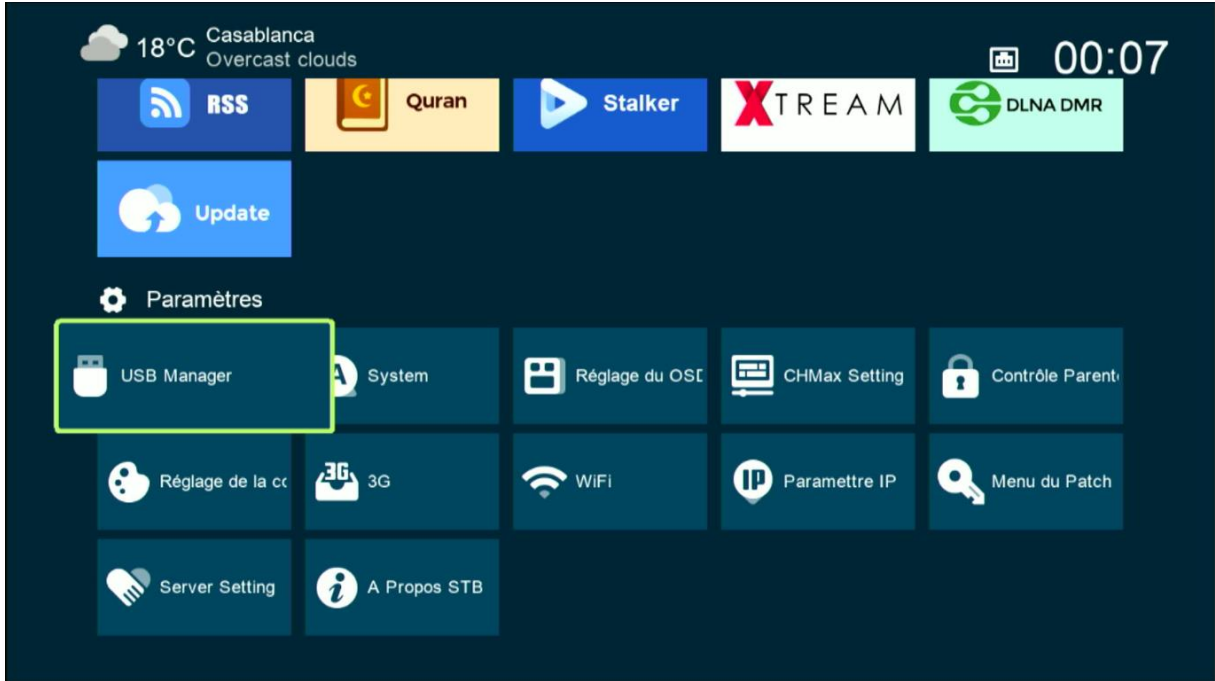 18°C
Casablanca
Overcast clouds
00:07
RSS
Quran
Stalker
XTREAM
DLNA DMR
Update
Paramètres
USB Manager
A
System
Réglage du OSD
CHMax Setting
Contrôle Parent
Réglage de la co
3G
3G
WiFi
IP
Paramettre IP
Menu du Patch
Server Setting
i
A Propos STB